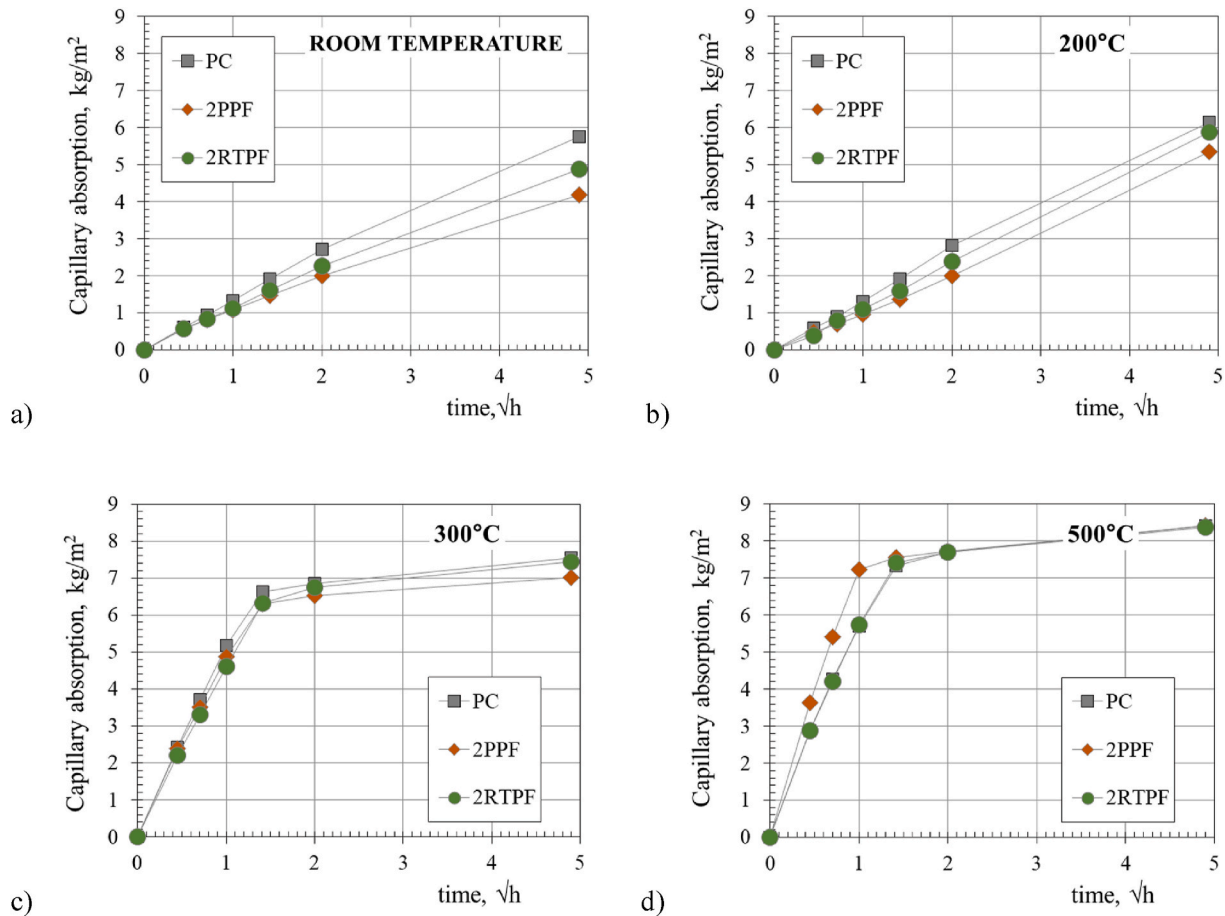 Capillary absorption, kg/m²
9
8
7
6
5
4
3
2
1
0
ROOM TEMPERATURE
PC
2PPF
2RTPF
0 1 2 3 4 5
time,√h
a)
Capillary absorption, kg/m²
9
8
7
6
5
4
3
2
1
0
200°C
PC
2PPF
2RTPF
0 1 2 3 4 5
time, √h
b)
Capillary absorption, kg/m²
9
8
7
6
5
4
3
2
1
0
300°C
PC
2PPF
2RTPF
0 1 2 3 4 5
time, √h
c)
Capillary absorption, kg/m²
9
8
7
6
5
4
3
2
1
0
500°C
PC
2PPF
2RTPF
0 1 2 3 4 5
time, √h
d)